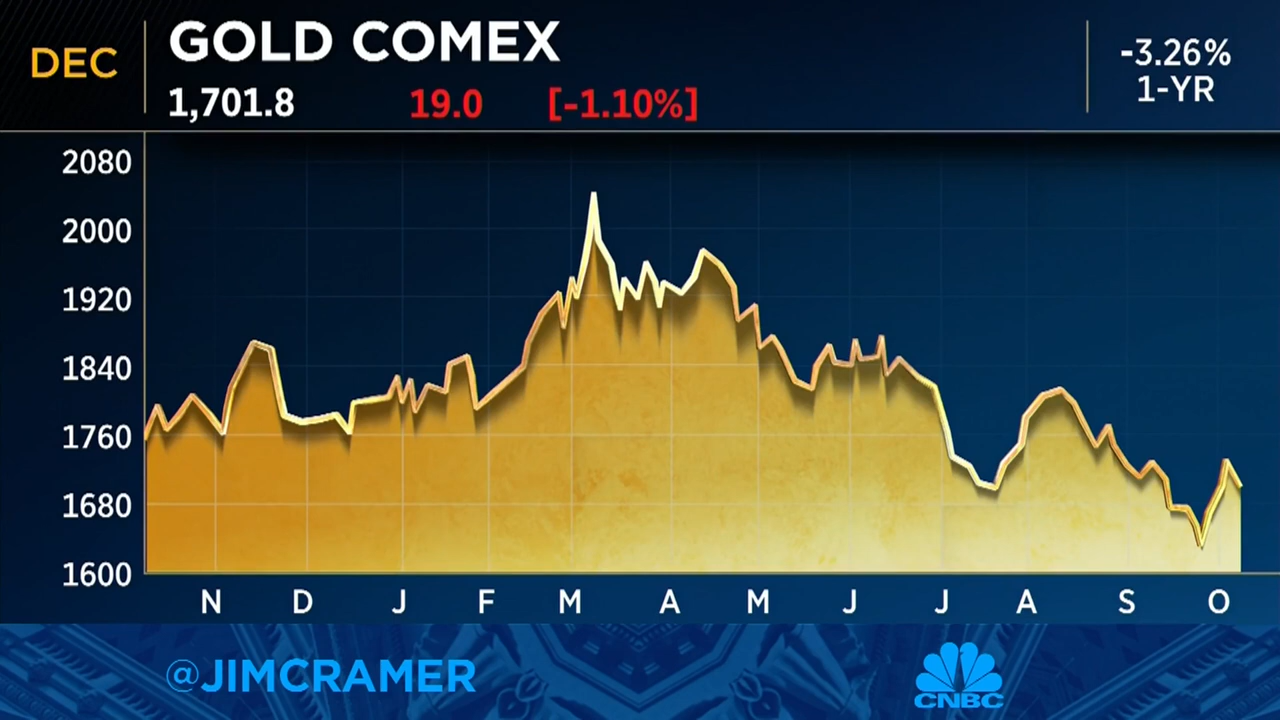 DEC
GOLD COMEX
1,701.8 19.0 [-1.10%]
-3.26%
1-YR
2080
2000
1920
1840
1760
1680
1600
N D J F M A M J J A S O
@JIMCRAMER
CNBC